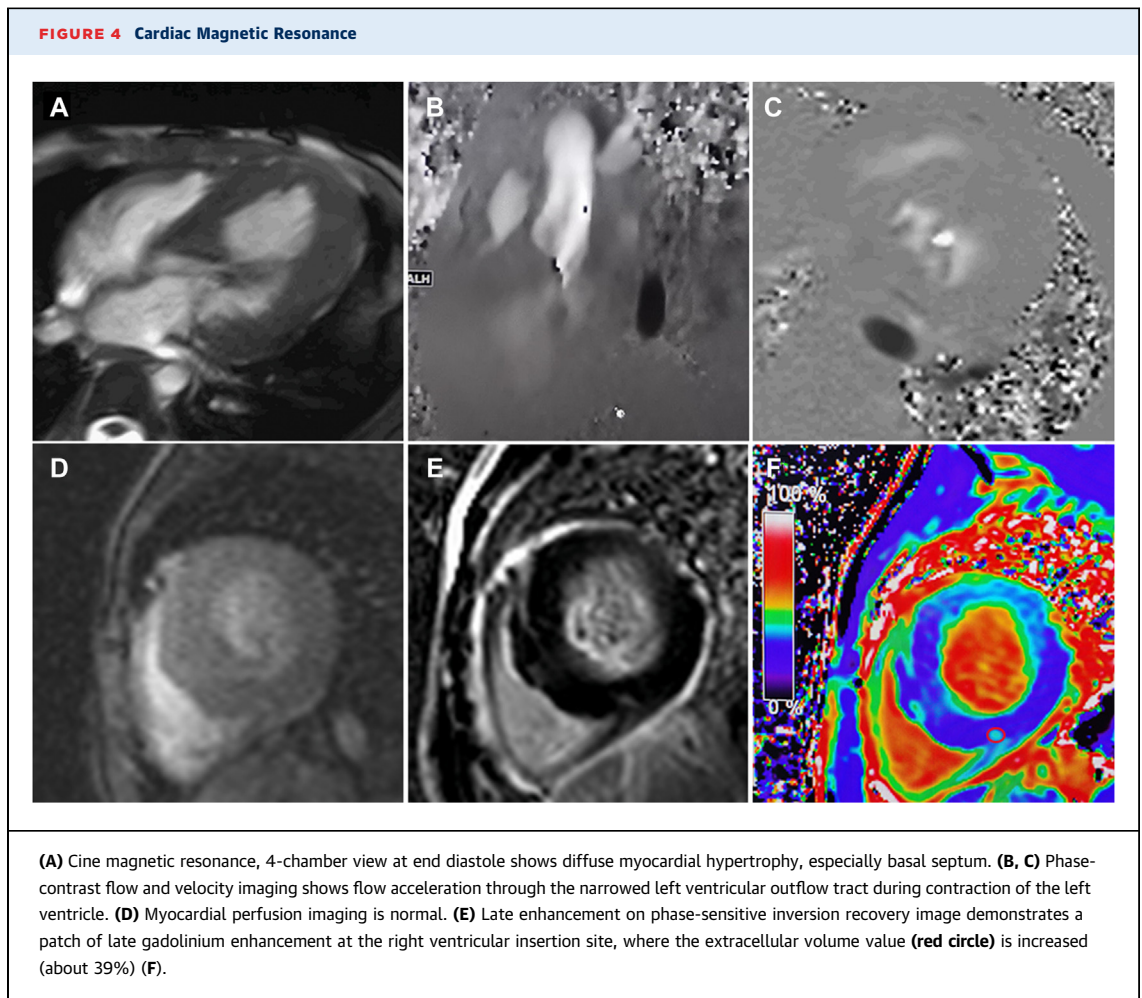 FIGURE 4 Cardiac Magnetic Resonance
A
B
C
ALH
D
E
F
100 %
0 %
(A) Cine magnetic resonance, 4-chamber view at end diastole shows diffuse myocardial hypertrophy, especially basal septum. (B, C) Phase-
contrast flow and velocity imaging shows flow acceleration through the narrowed left ventricular outflow tract during contraction of the left
ventricle. (D) Myocardial perfusion imaging is normal. (E) Late enhancement on phase-sensitive inversion recovery image demonstrates a
patch of late gadolinium enhancement at the right ventricular insertion site, where the extracellular volume value (red circle) is increased
(about 39%) (F).